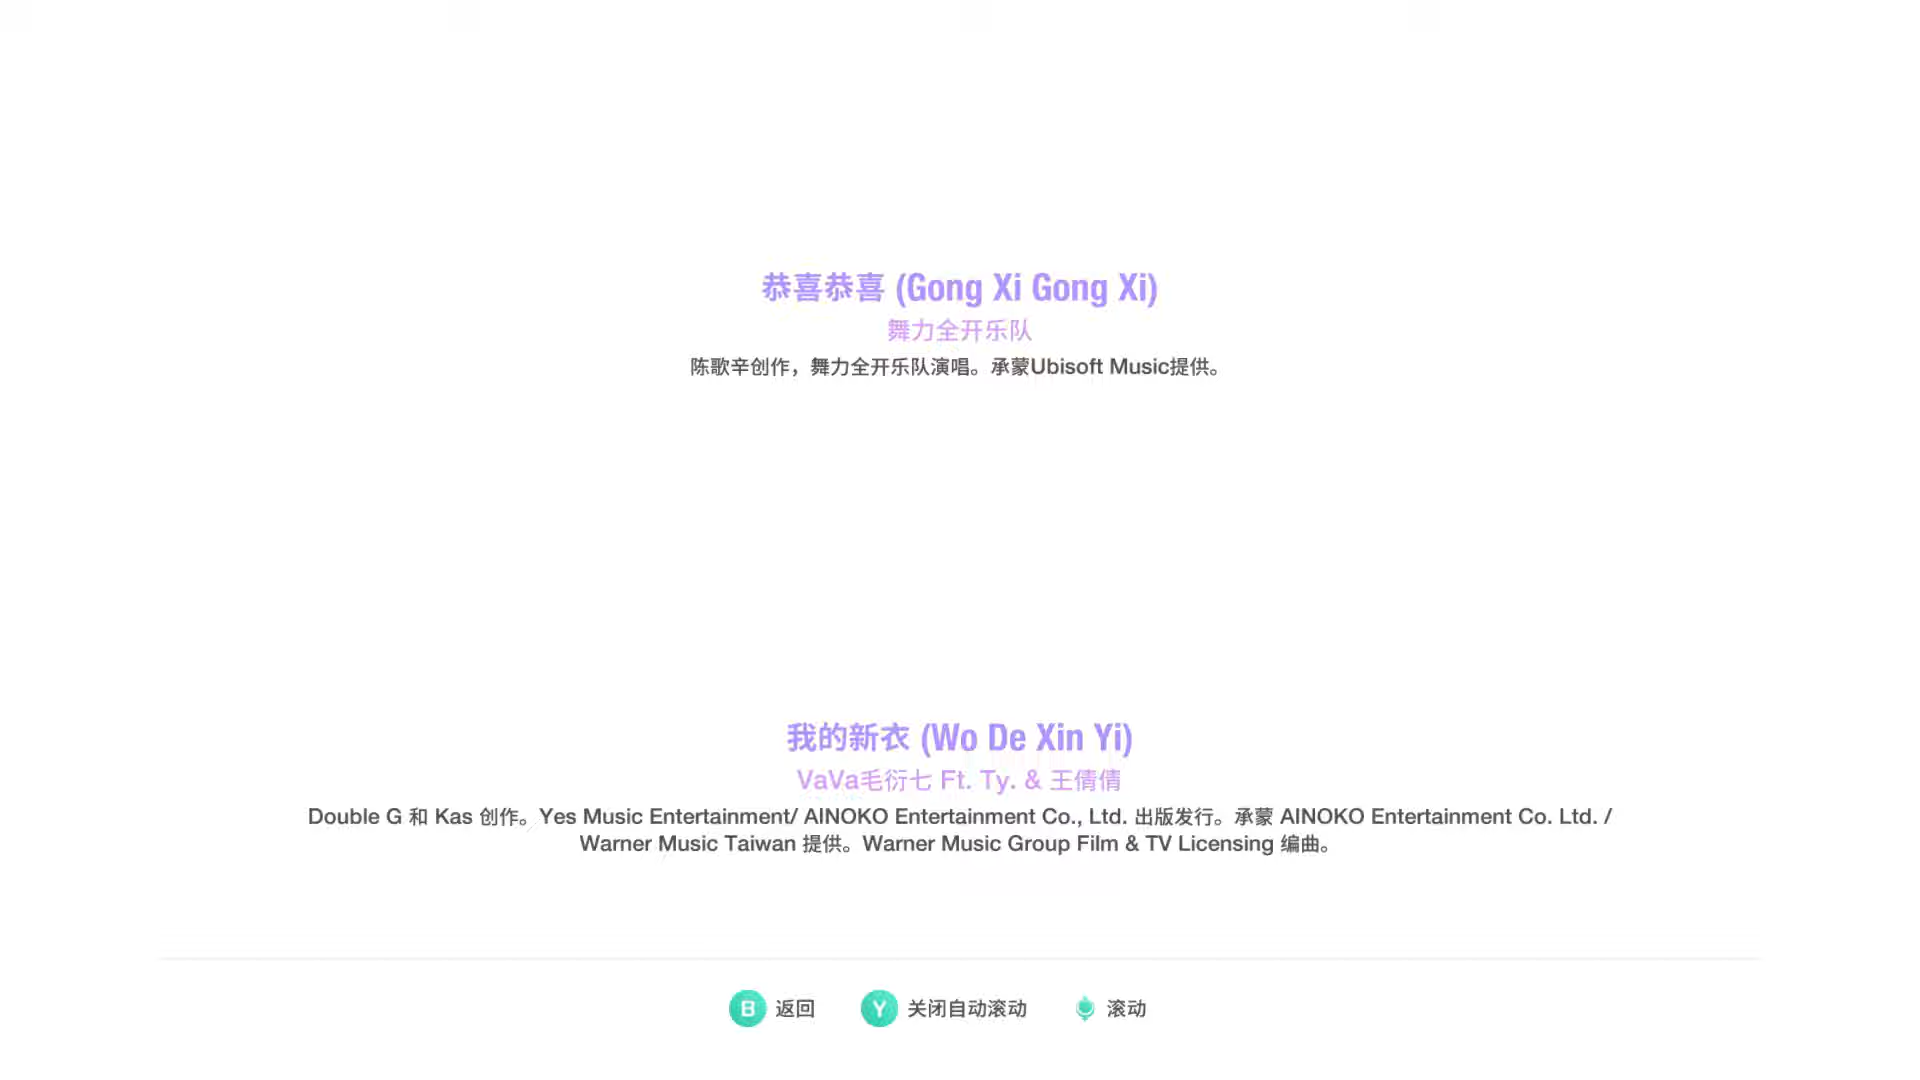 恭喜恭喜 (Gong Xi Gong Xi)
舞力全开乐队
陈歌辛创作，舞力全开乐队演唱。承蒙Ubisoft Music提供。
我的新衣 (Wo De Xin Yi)
VaVa毛衍七 Ft. Ty. & 王倩倩
Double G 和 Kas 创作。Yes Music Entertainment/ AINOKO Entertainment Co., Ltd. 出版发行。承蒙 AINOKO Entertainment Co. Ltd. /
Warner Music Taiwan 提供。Warner Music Group Film & TV Licensing 编曲。
B 返回 Y 关闭自动滚动 滚动